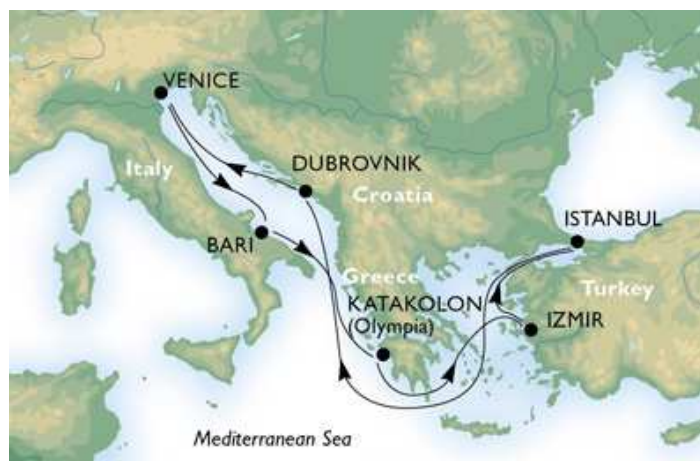 VENICE
Italy
DUBROVNIK
Croatia
ISTANBUL
BARI
Greece
Turkey
KATAKOLON
(Olympia)
IZMIR
Mediterranean Sea